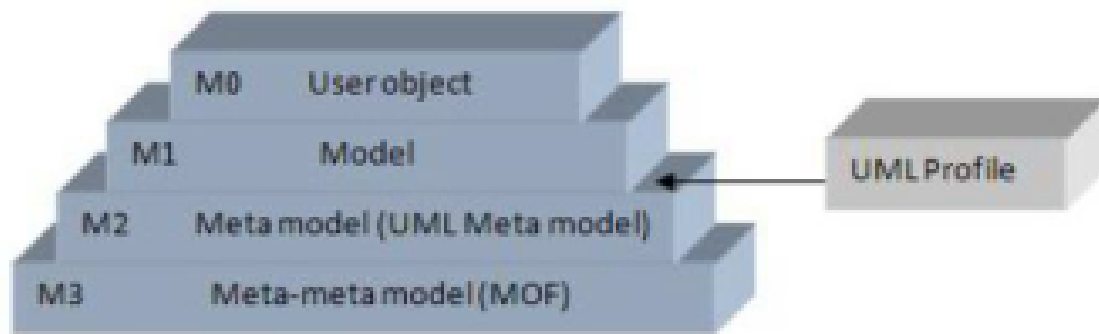 M0 User object
M1 Model
UML Profile
M2 Meta model (UML Meta model)
M3 Meta-meta model (MOF)